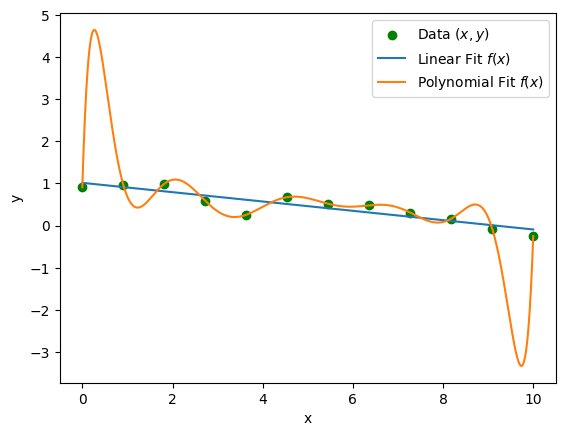 5
4
3
2
1
0
−1
−2
−3
y
0 2 4 6 8 10
x
Data (x, y)
Linear Fit f(x)
Polynomial Fit f(x)